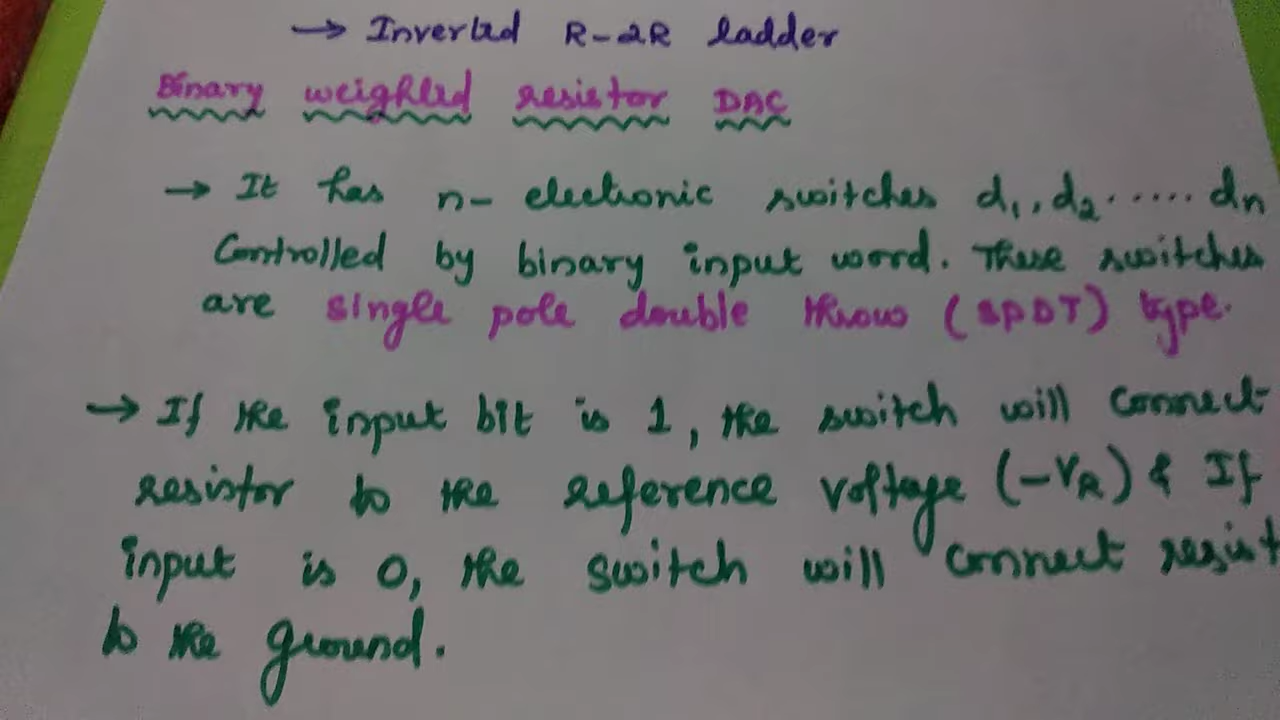 → Inverted R-2R ladder
Binary weighted resistor DAC
→ It has n- electronic switches d1, d2 ...... dn
Controlled by binary input word. These switches
are single pole double throw (SPDT) type.
→ If the input bit is 1, the switch will connect
resistor to the reference voltage (-VR) & If
input is 0, the switch will connect resist
to the ground.